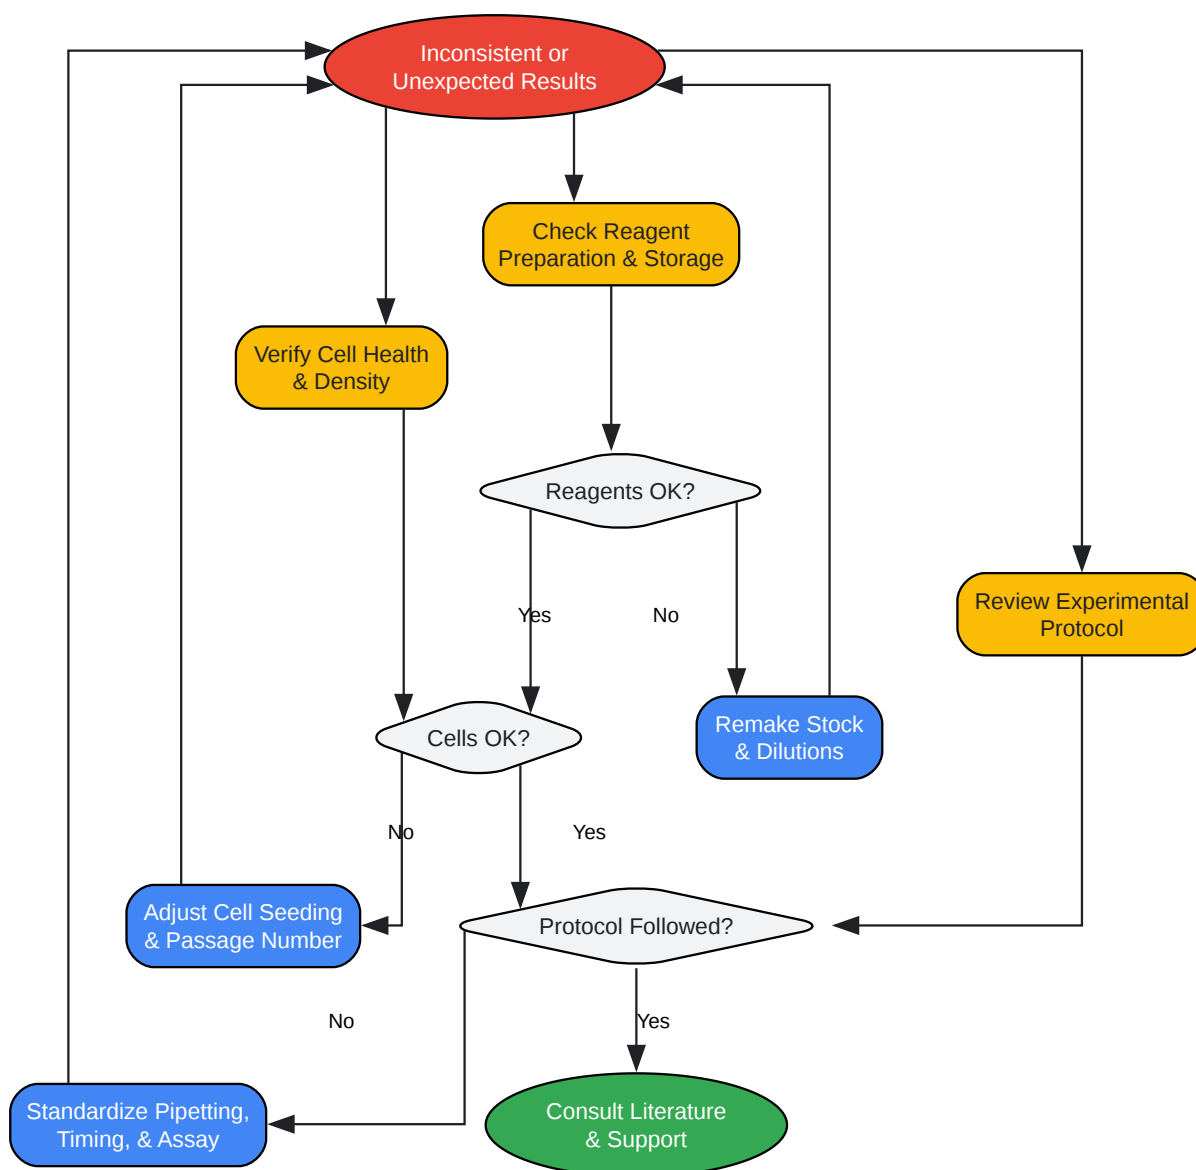 Inconsistent or
Unexpected Results
Check Reagent
Preparation & Storage
Verify Cell Health
& Density
Reagents OK?
Review Experimental
Protocol
Yes
No
Remake Stock
& Dilutions
Cells OK?
No
Yes
Adjust Cell Seeding
& Passage Number
Protocol Followed?
No
Yes
Standardize Pipetting,
Timing, & Assay
Consult Literature
& Support